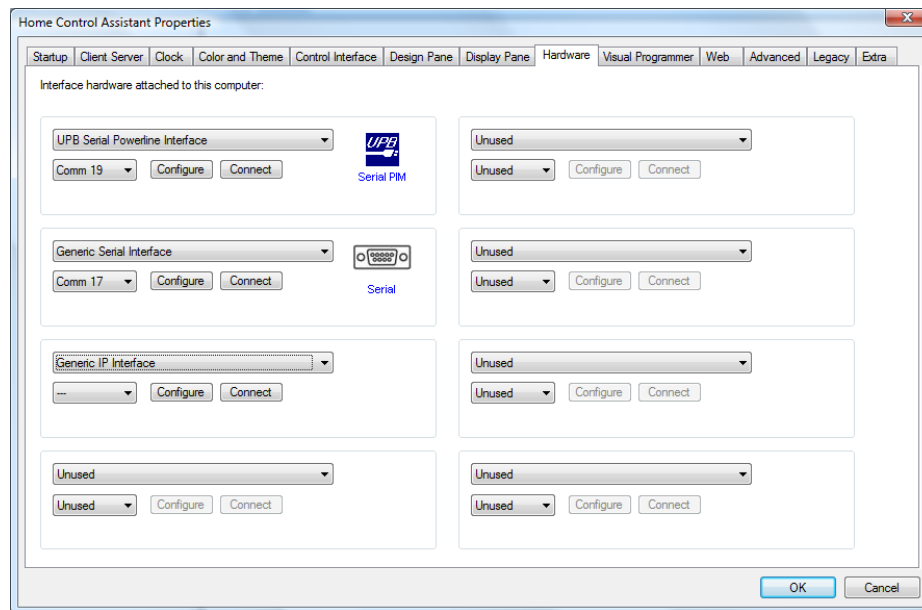 Home Control Assistant Properties
Startup Client Server Clock Color and Theme Control Interface Design Pane Display Pane Hardware Visual Programmer Web Advanced Legacy Extra
Interface hardware attached to this computer:
UPB Serial Powerline Interface
UPB
Comm 19 Configure Connect
Serial PIM
Unused
Unused Configure Connect
Generic Serial Interface
Comm 17 Configure Connect
Serial
Unused
Unused Configure Connect
Generic IP Interface
--- Configure Connect
Unused
Unused Configure Connect
Unused
Unused Configure Connect
Unused
Unused Configure Connect
OK Cancel